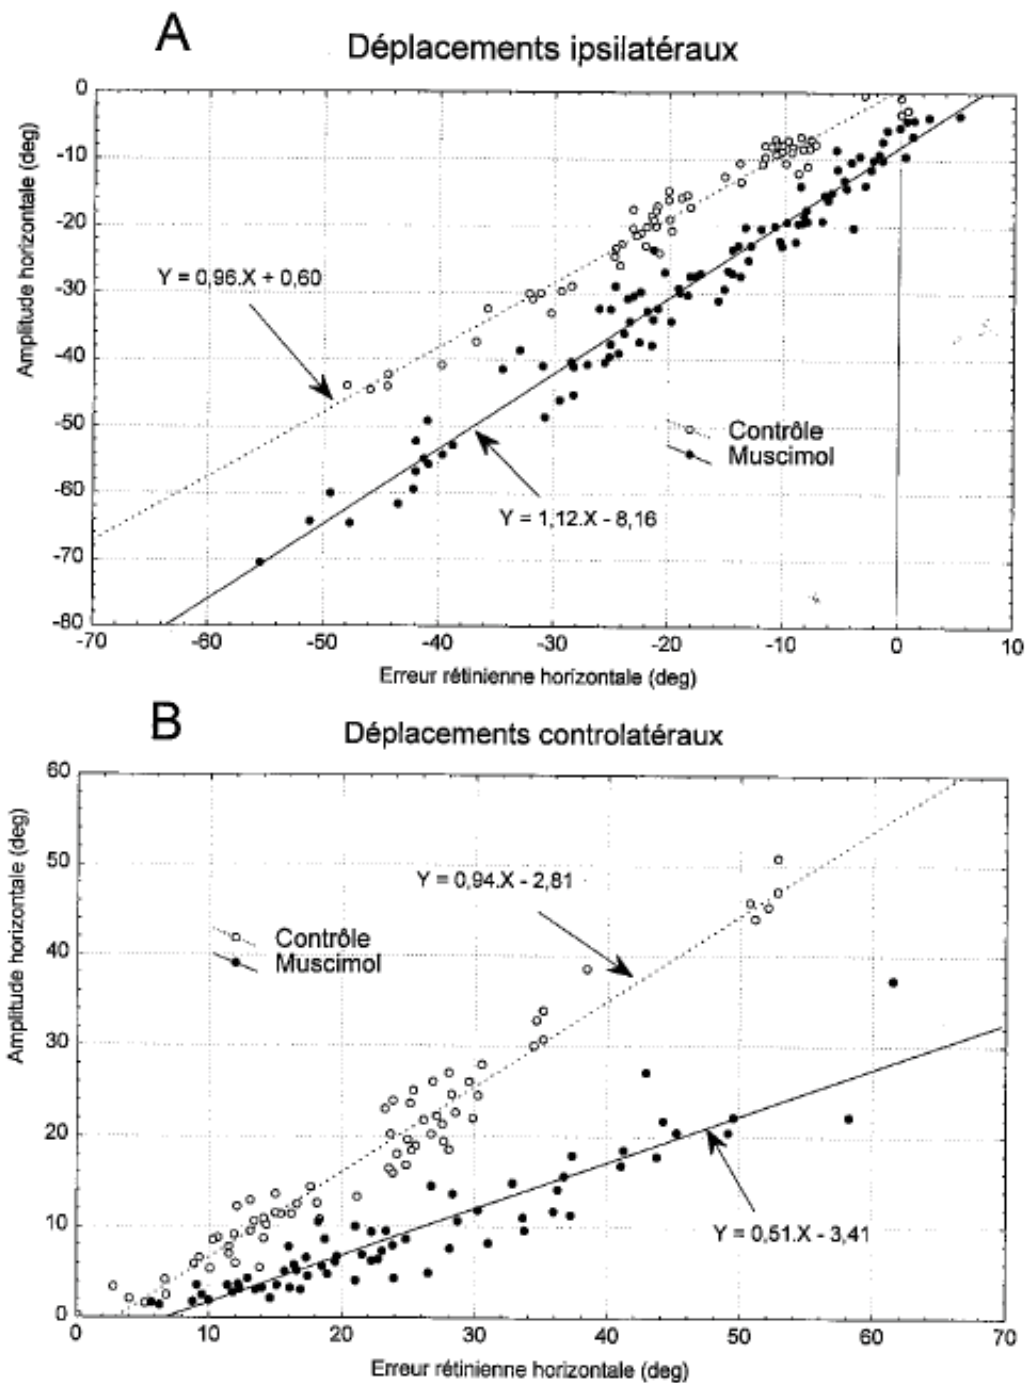 A
Déplacements ipsilatéraux
0
-10
-20
-30
-40
-50
-60
-70
-80
Amplitude horizontale (deg)
Y = 0,96.X + 0,60
Contrôle
Muscimol
Y = 1,12.X - 8,16
-70
-60
-50
-40
-30
-20
-10
0
10
Erreur rétinienne horizontale (deg)
B
Déplacements controlatéraux
60
50
40
30
20
10
0
Amplitude horizontale (deg)
Y = 0,94.X - 2,81
Contrôle
Muscimol
Y = 0,51.X - 3,41
0
10
20
30
40
50
60
70
Erreur rétinienne horizontale (deg)